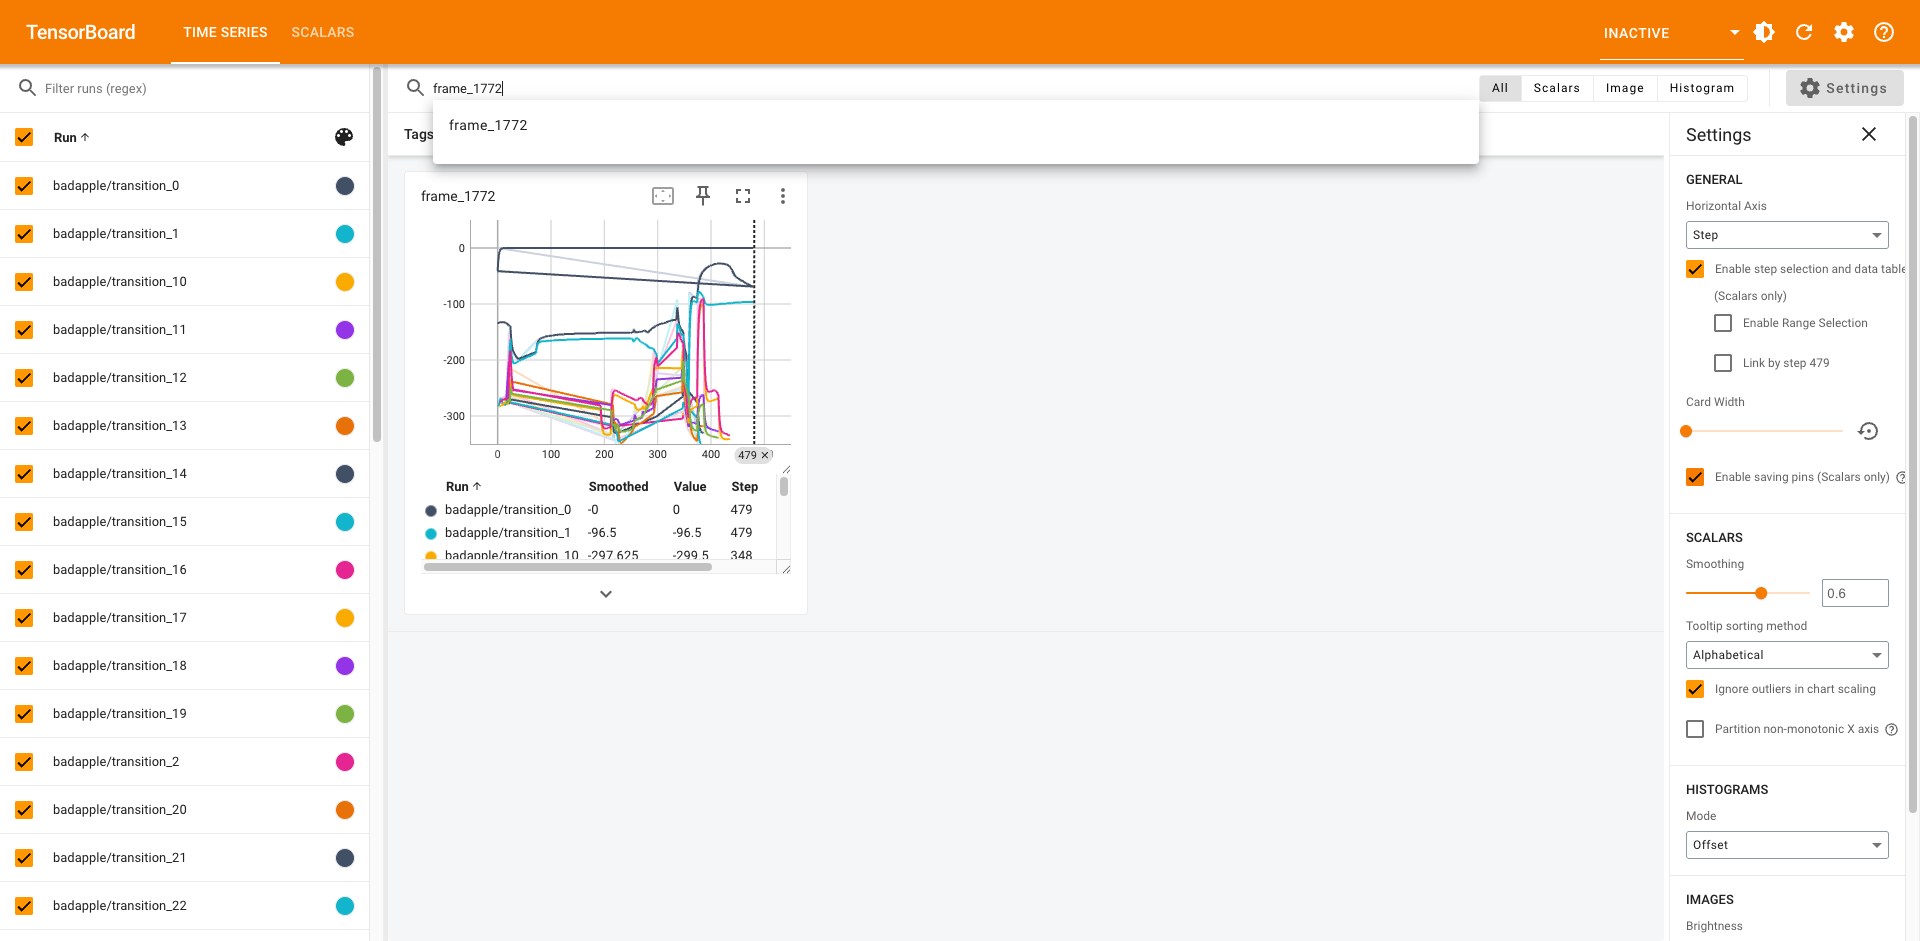 TensorBoard
TIME SERIES
SCALARS
INACTIVE
Filter runs (regex)
frame_1772
All
Scalars
Image
Histogram
Settings
Run
badapple/transition_0
badapple/transition_1
badapple/transition_10
badapple/transition_11
badapple/transition_12
badapple/transition_13
badapple/transition_14
badapple/transition_15
badapple/transition_16
badapple/transition_17
badapple/transition_18
badapple/transition_19
badapple/transition_2
badapple/transition_20
badapple/transition_21
badapple/transition_22
Tags
frame_1772
frame_1772
0
-100
-200
-300
0 100 200 300 400 479
Run Smoothed Value Step
badapple/transition_0 -0 0 479
badapple/transition_1 -96.5 -96.5 479
badapple/transition_10 -297.625 -299.5 348
Settings
GENERAL
Horizontal Axis
Step
Enable step selection and data table
(Scalars only)
Enable Range Selection
Link by step 479
Card Width
Enable saving pins (Scalars only)
SCALARS
Smoothing
0.6
Tooltip sorting method
Alphabetical
Ignore outliers in chart scaling
Partition non-monotonic X axis
HISTOGRAMS
Mode
Offset
IMAGES
Brightness